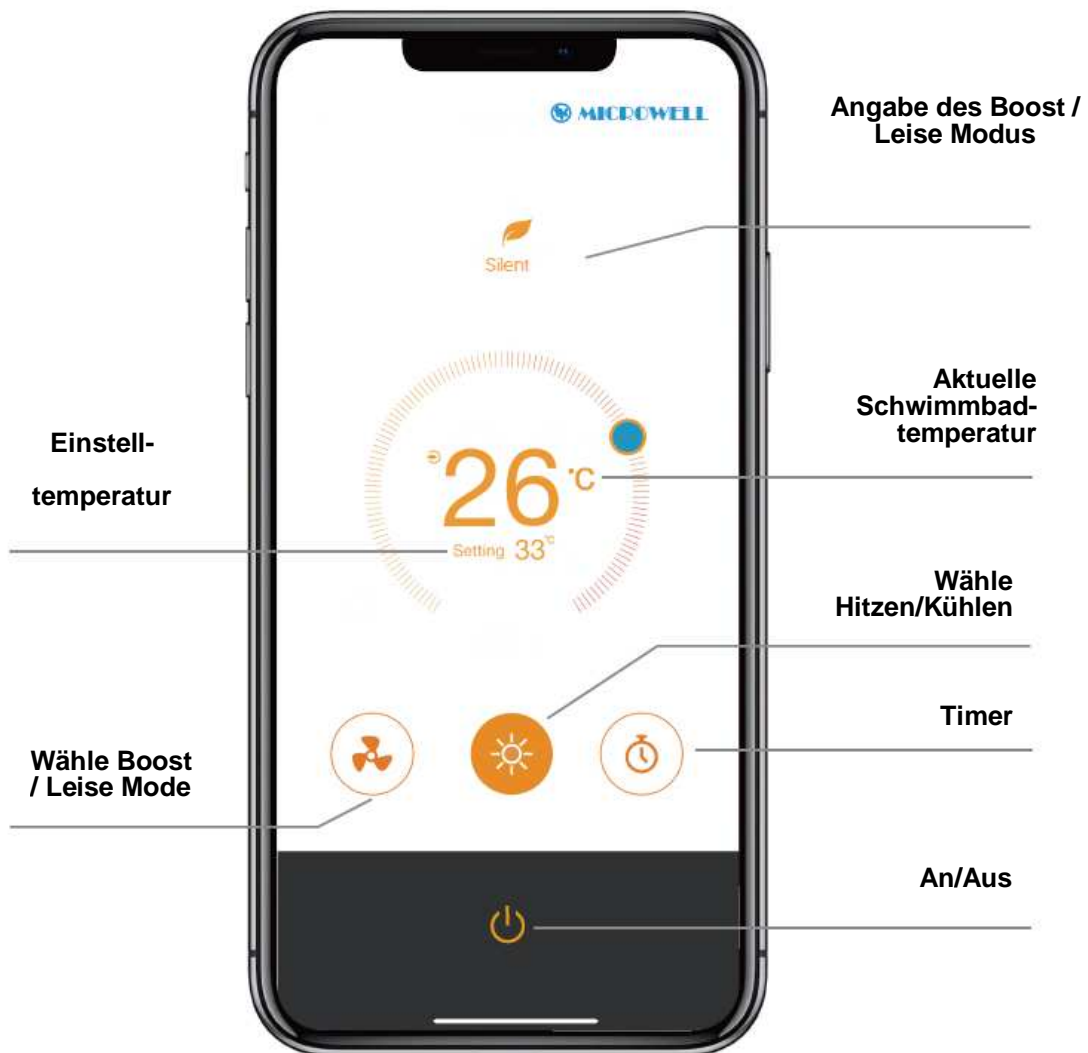 MICROWELL
Angabe des Boost /
Leise Modus
Silent
Aktuelle
Schwimmbad-
temperatur
Einstell-
temperatur
26 °C
Setting 33°C
Wähle
Hitzen/Kühlen
Timer
Wähle Boost
/ Leise Mode
An/Aus